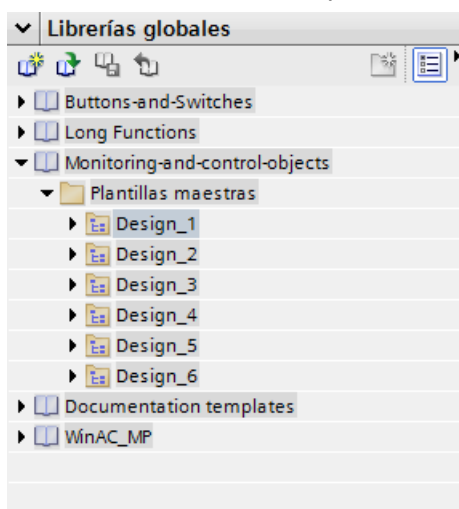 Librerías globales
Buttons-and-Switches
Long Functions
Monitoring-and-control-objects
Plantillas maestras
Design_1
Design_2
Design_3
Design_4
Design_5
Design_6
Documentation templates
WinAC_MP